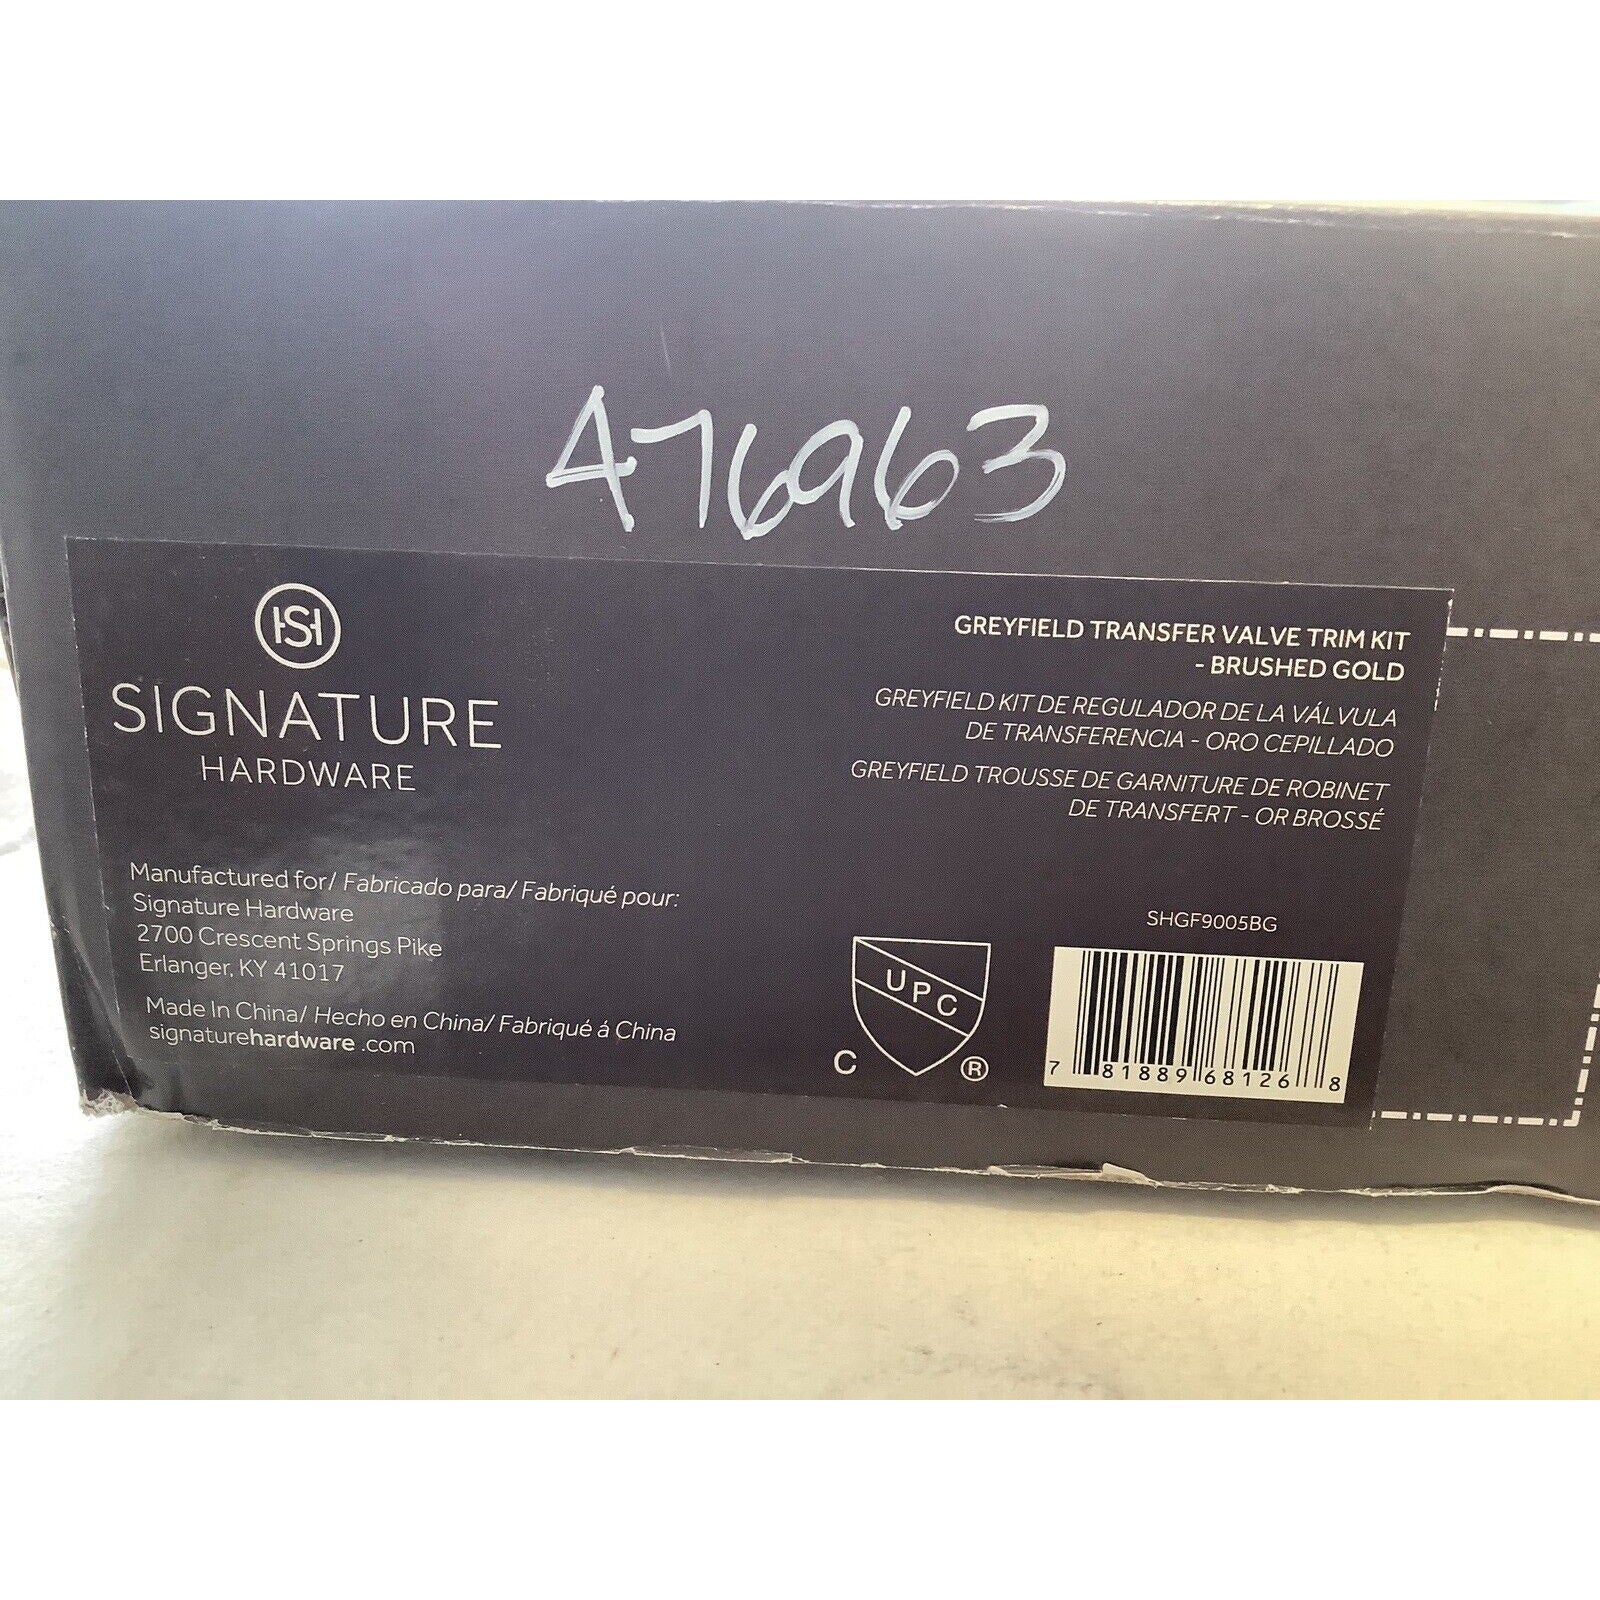 476963
SH
SIGNATURE
HARDWARE
GREYFIELD TRANSFER VALVE TRIM KIT
- BRUSHED GOLD
GREYFIELD KIT DE REGULADOR DE LA VÁLVULA
DE TRANSFERENCIA - ORO CEPILLADO
GREYFIELD TROUSSE DE GARNITURE DE ROBINET
DE TRANSFERT - OR BROSSÉ
Manufactured for/ Fabricado para/ Fabriqué pour:
Signature Hardware
2700 Crescent Springs Pike
Erlanger, KY 41017
Made In China/ Hecho en China/ Fabriqué á China
signaturehardware.com
UPC
C ®
SHGF9005BG
7 81889 68126 8